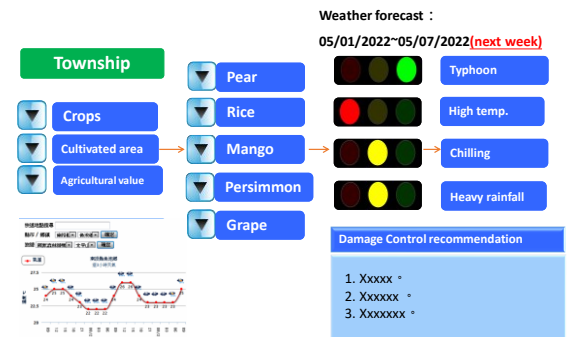 Weather forecast：
05/01/2022~05/07/2022(next week)
Township
Crops
Cultivated area
Agricultural value
Pear
Rice
Mango
Persimmon
Grape
Typhoon
High temp.
Chilling
Heavy rainfall
Damage Control recommendation
1. Xxxxx 。
2. Xxxxxx 。
3. Xxxxxxx 。